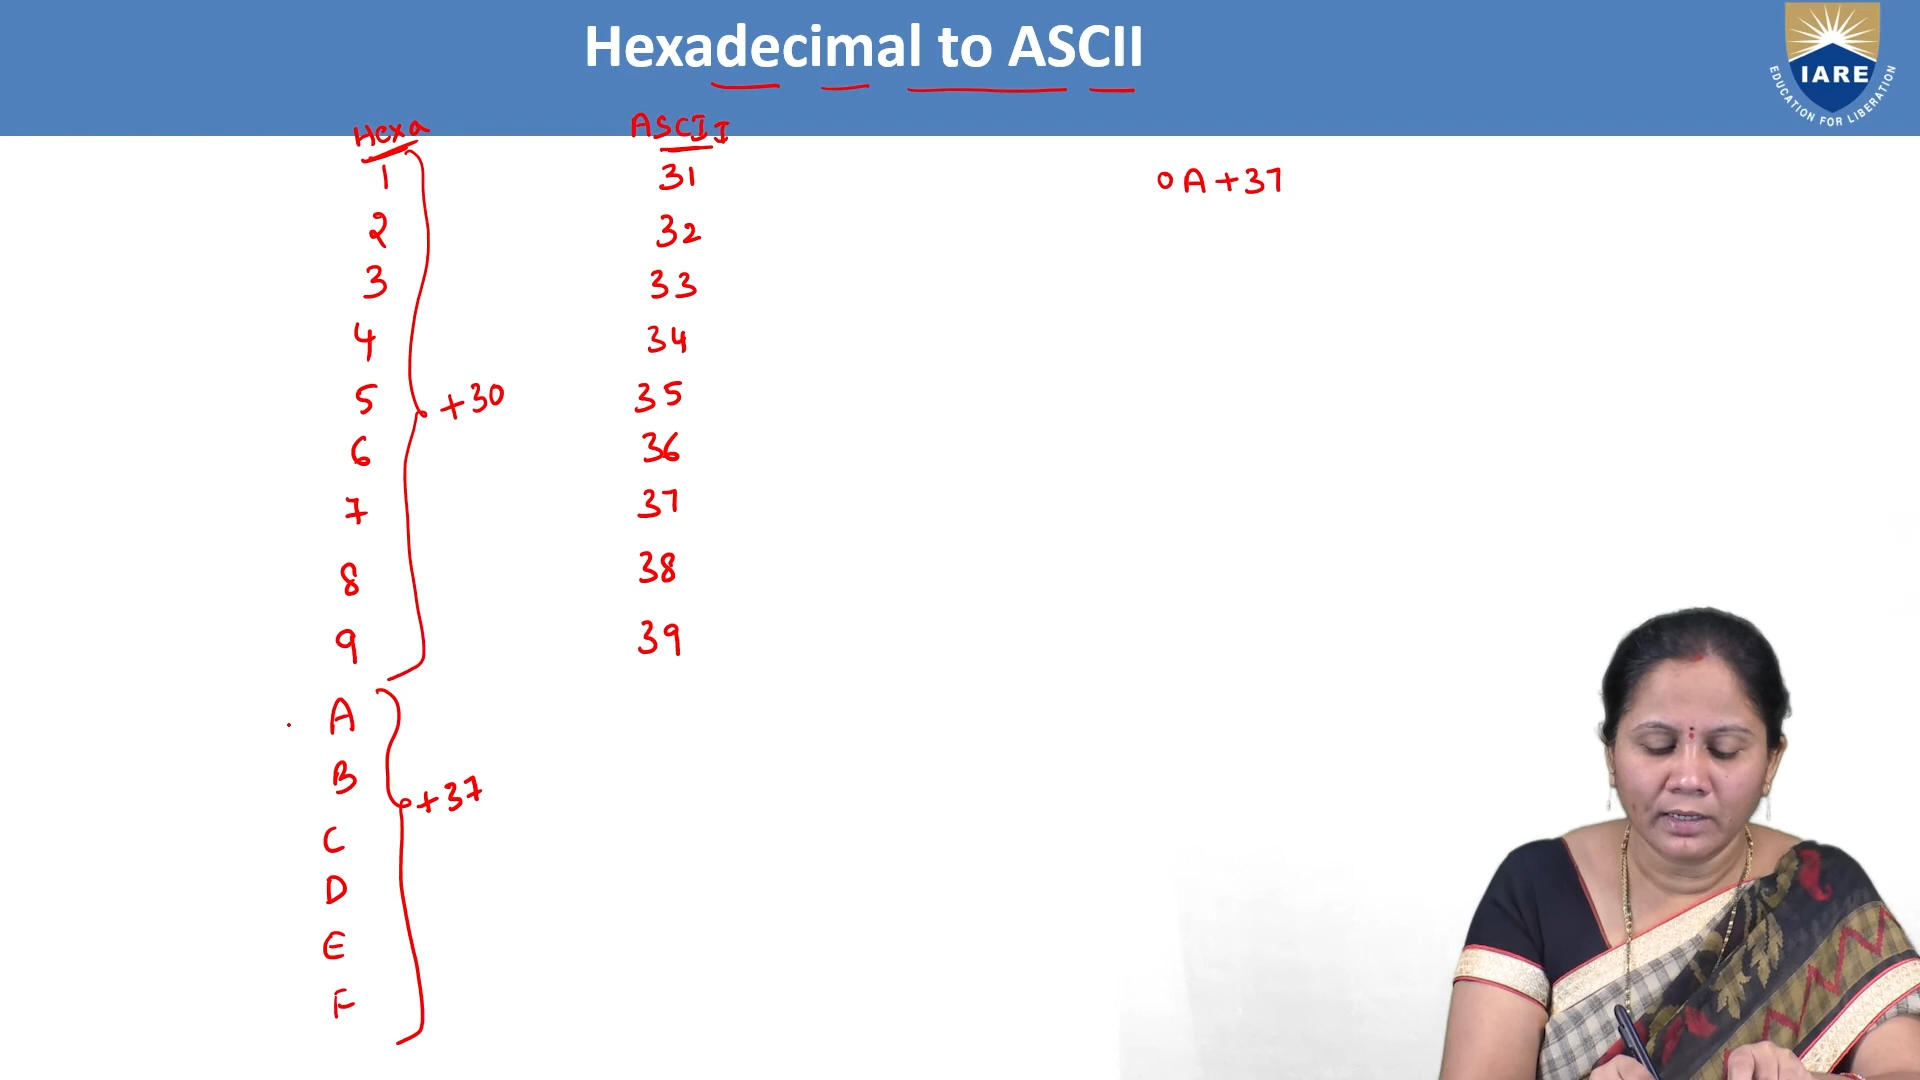 Hexadecimal to ASCII
IARE
EDUCATION FOR LIBERATION
Hexa ASCII
1 31
0A+37
2 32
3 33
4 34
5 35
+30
6 36
7 37
8 38
9 39
A
B
+37
C
D
E
F